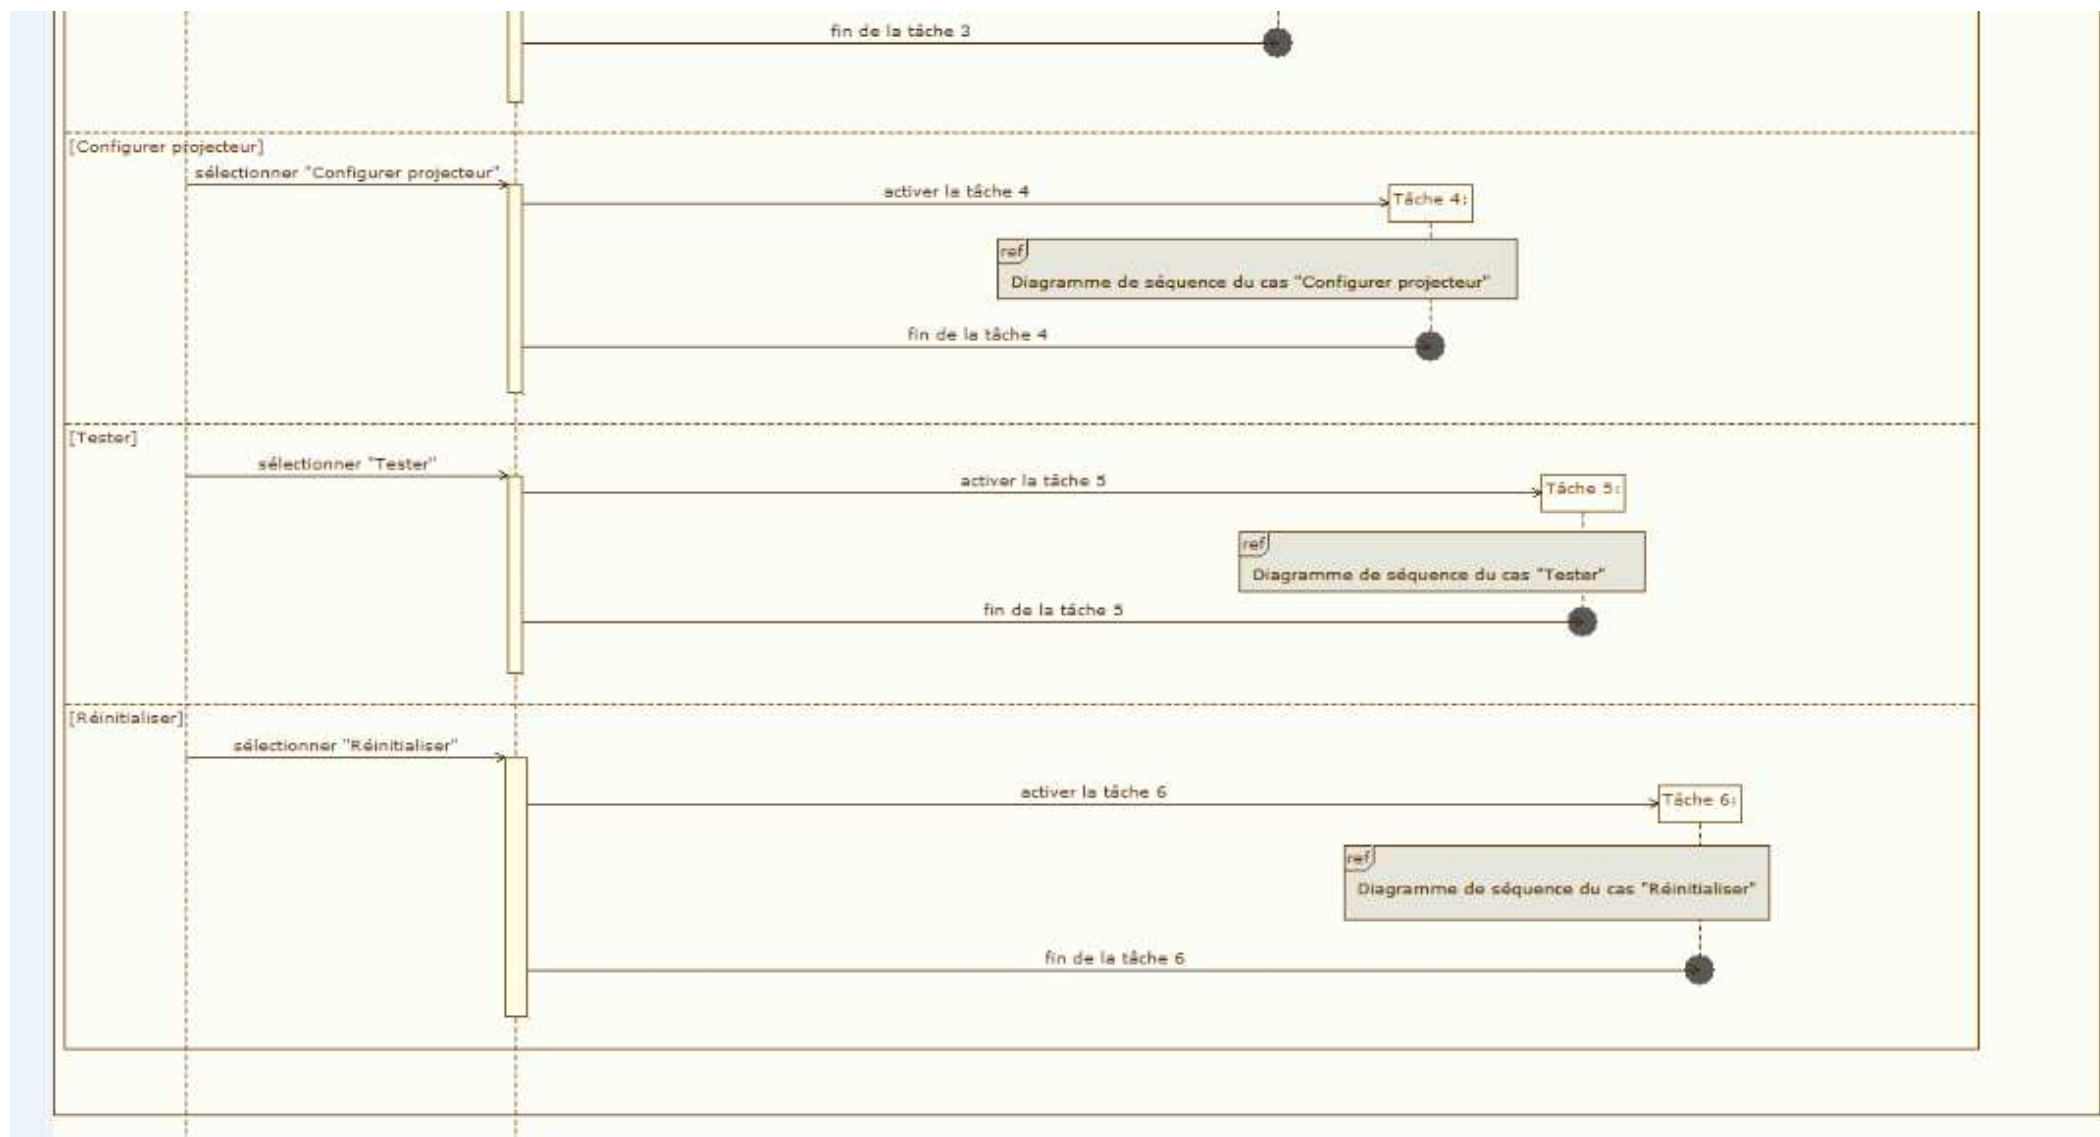 fin de la tâche 3
[Configurer projecteur]
sélectionner "Configurer projecteur"
activer la tâche 4
Tâche 4:
ref
Diagramme de séquence du cas "Configurer projecteur"
fin de la tâche 4
[Tester]
sélectionner "Tester"
activer la tâche 5
Tâche 5:
ref
Diagramme de séquence du cas "Tester"
fin de la tâche 5
[Réinitialiser]
sélectionner "Réinitialiser"
activer la tâche 6
Tâche 6:
ref
Diagramme de séquence du cas "Réinitialiser"
fin de la tâche 6